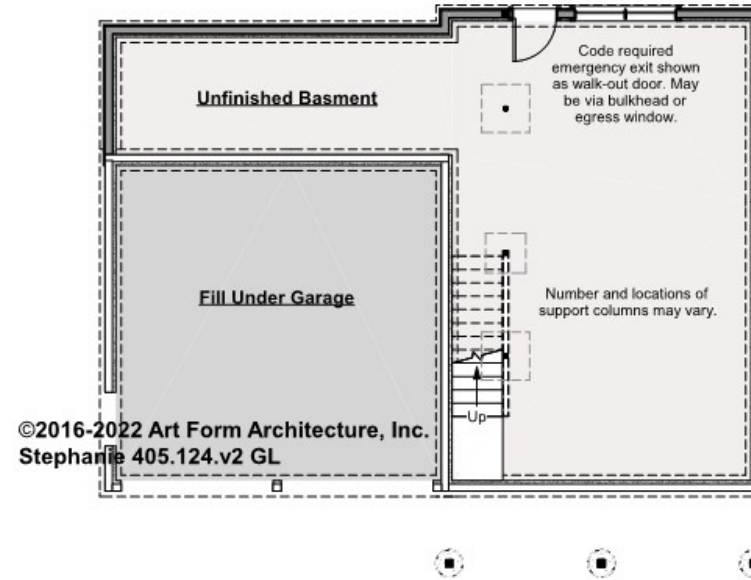 Code required
emergency exit shown
as walk-out door. May
be via bulkhead or
egress window.
Unfinished Basment
Fill Under Garage
Number and locations of
support columns may vary.
Up
©2016-2022 Art Form Architecture, Inc.
Stephanie 405.124.v2 GL